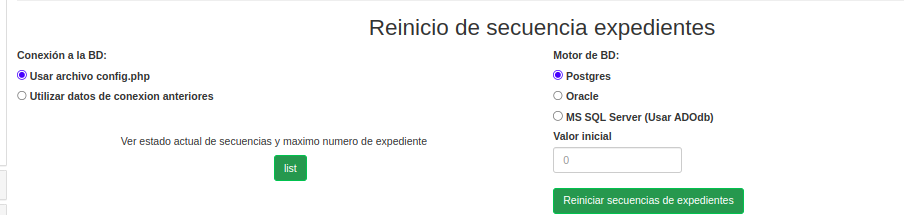 Reinicio de secuencia expedientes
Conexión a la BD:
Usar archivo config.php
Utilizar datos de conexion anteriores
Ver estado actual de secuencias y maximo numero de expediente
list
Motor de BD:
Postgres
Oracle
MS SQL Server (Usar ADOdb)
Valor inicial
0
Reiniciar secuencias de expedientes